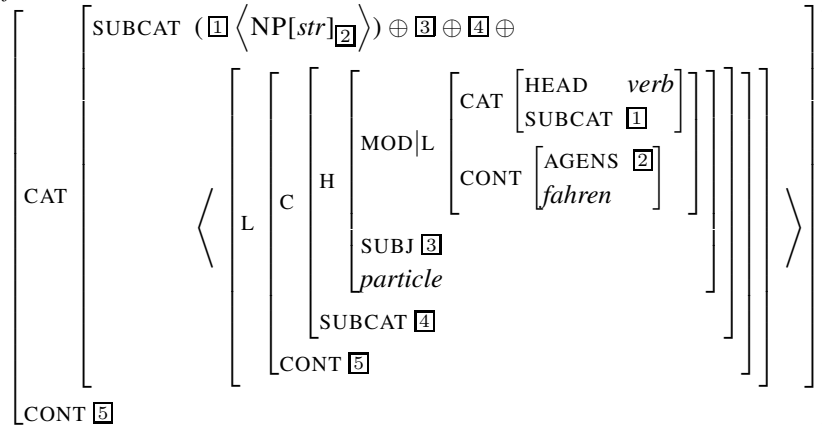 SUBCAT ( 1 ⟨ NP[str]2 ⟩) ⊕ 3 ⊕ 4 ⊕
CAT [HEAD verb
SUBCAT 1 ]
MOD|L
CONT [AGENS 2
fahren ]
H
C
CAT ⟨ L ⟩
SUBJ 3
particle
SUBCAT 4
CONT 5
CONT 5